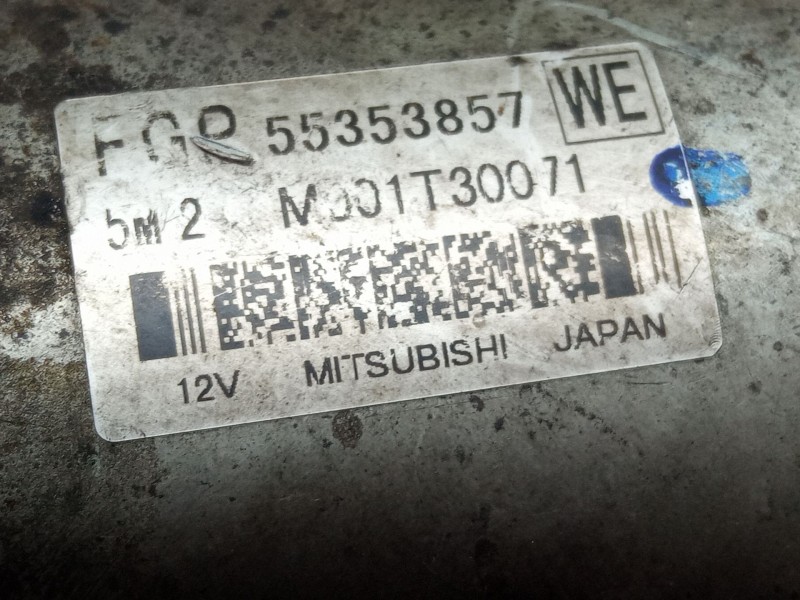 FGP 55353857 WE
5M 2 M001T30071
12V MITSUBISHI JAPAN